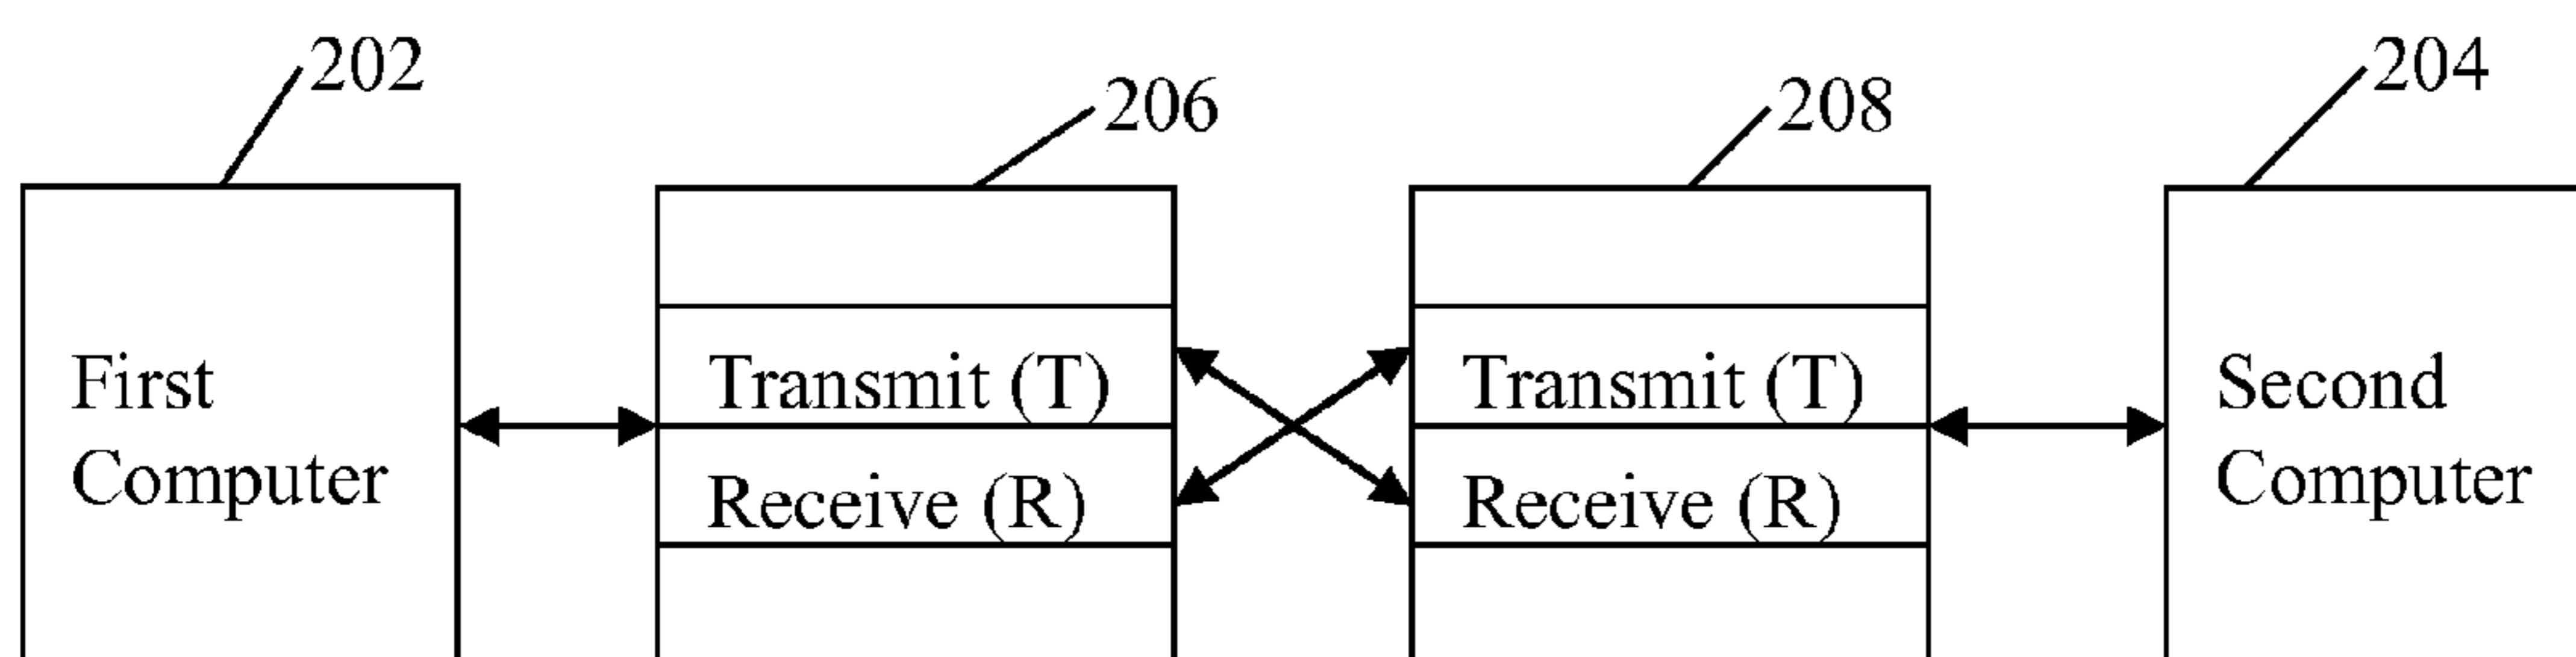 202
206
208
204
First
Computer
Transmit (T)
Receive (R)
Transmit (T)
Receive (R)
Second
Computer